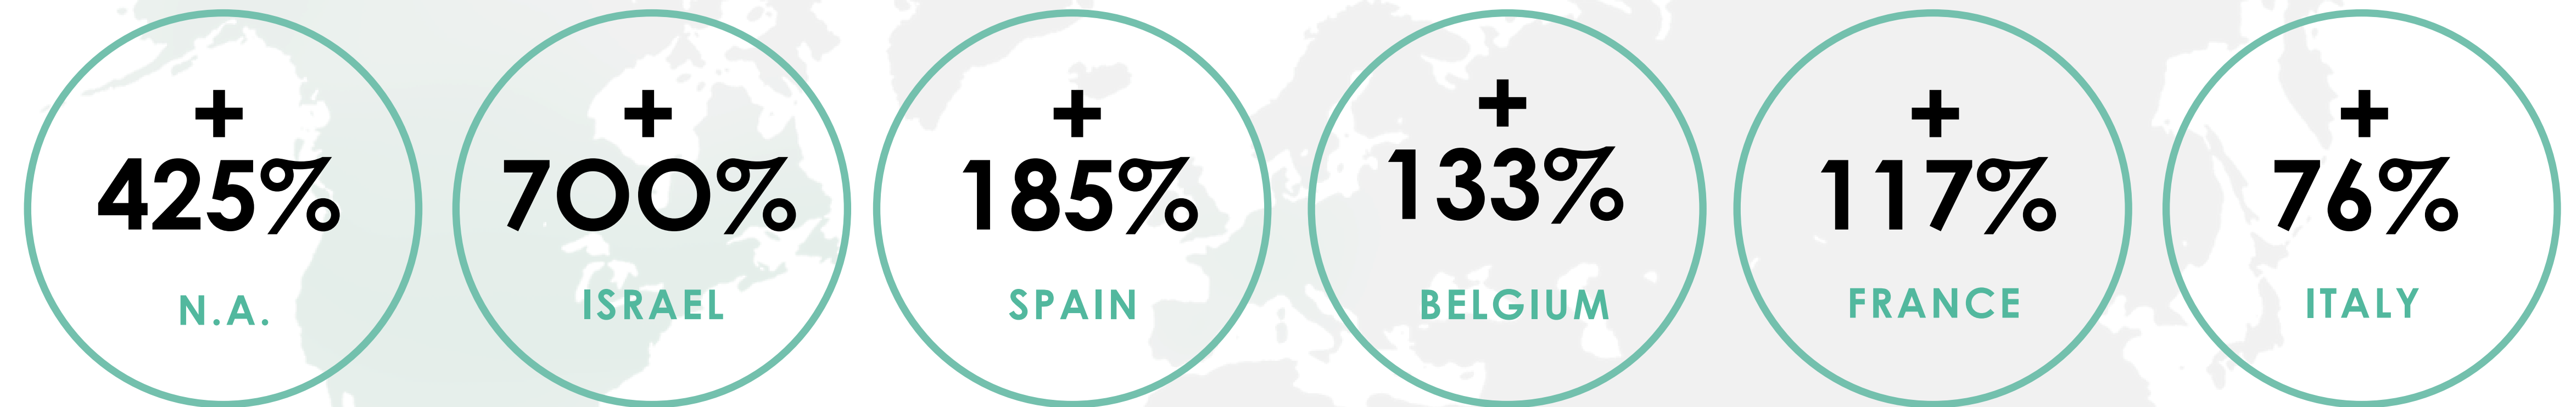 +
425%
N.A.
+
700%
ISRAEL
+
185%
SPAIN
+
133%
BELGIUM
+
117%
FRANCE
+
76%
ITALY